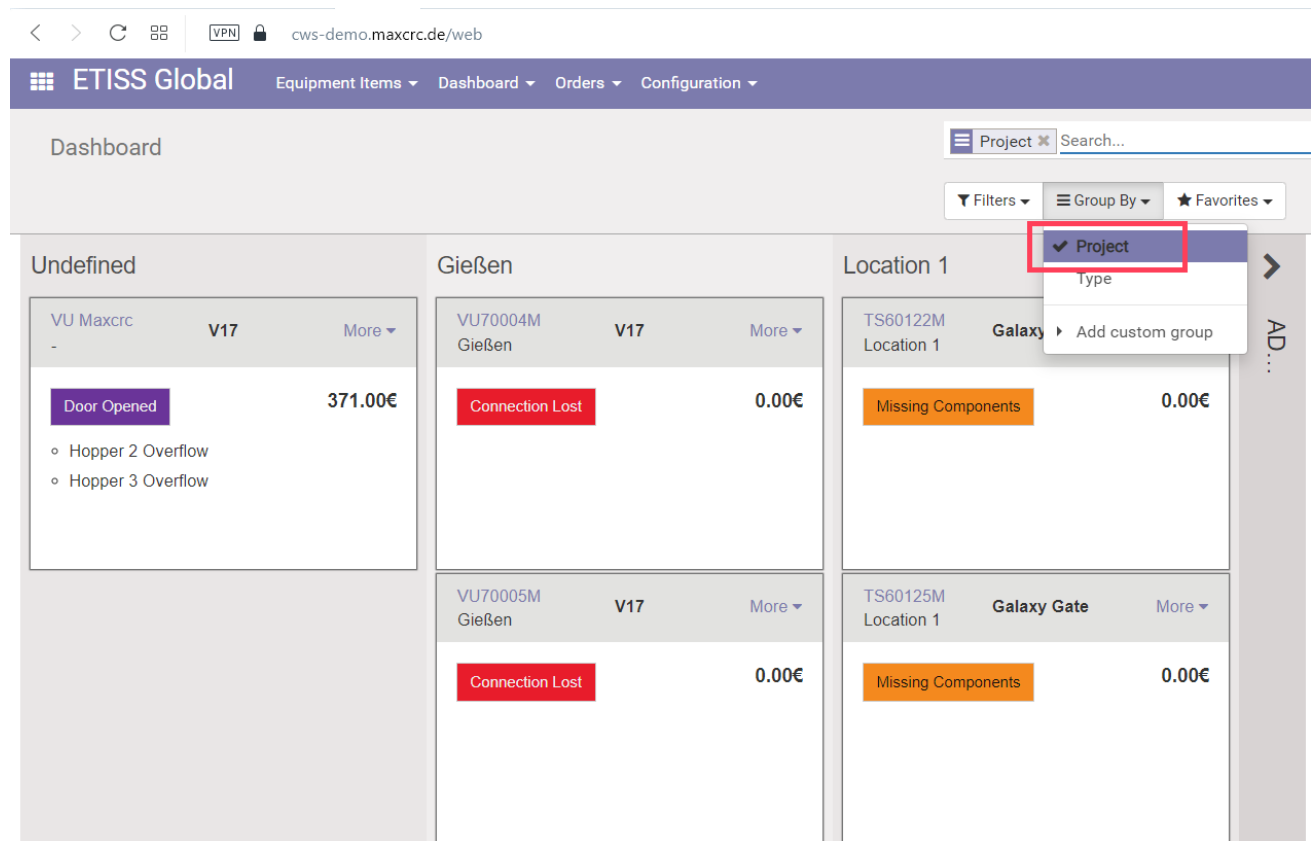 VPN cws-demo.maxcrc.de/web
ETISS Global Equipment Items Dashboard Orders Configuration
Dashboard
Project Search...
Filters Group By Favorites
Project
Type
Add custom group
Undefined
VU Maxcrc
-
V17
More
Door Opened
371.00€
Hopper 2 Overflow
Hopper 3 Overflow
Gießen
VU70004M
Gießen
V17
More
Connection Lost
0.00€
VU70005M
Gießen
V17
More
Connection Lost
0.00€
Location 1
TS60122M
Location 1
Galaxy
Missing Components
0.00€
TS60125M
Location 1
Galaxy Gate
More
Missing Components
0.00€
AD...